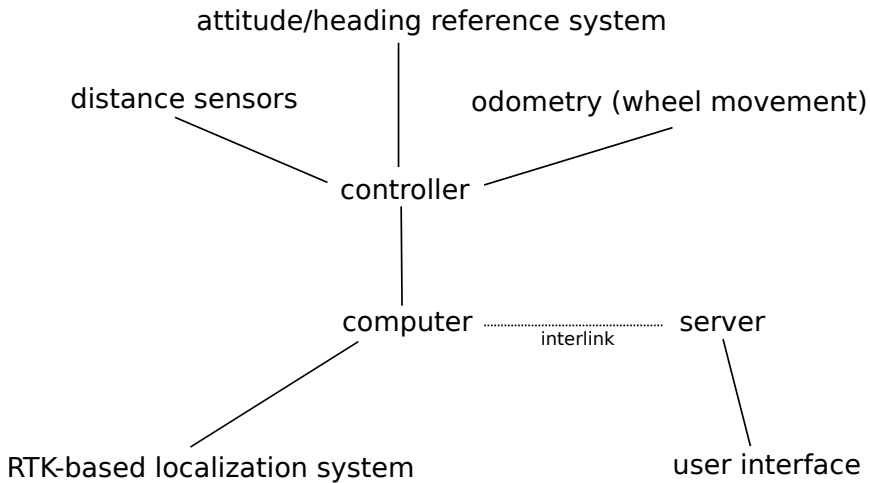 attitude/heading reference system
distance sensors
odometry (wheel movement)
controller
computer
interlink
server
RTK-based localization system
user interface